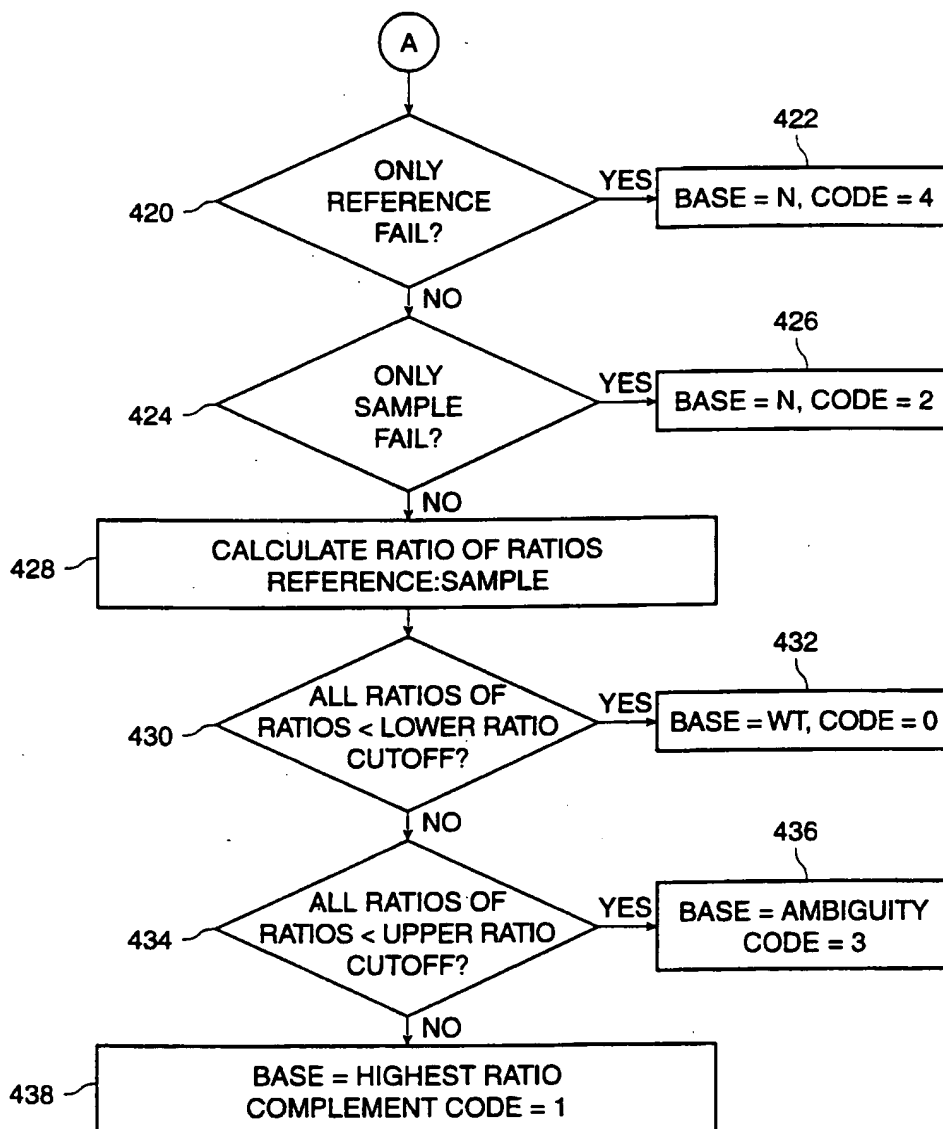 A
ONLY
REFERENCE
FAIL?
420
YES
422
BASE = N, CODE = 4
NO
ONLY
SAMPLE
FAIL?
424
YES
426
BASE = N, CODE = 2
NO
428
CALCULATE RATIO OF RATIOS
REFERENCE:SAMPLE
ALL RATIOS OF
RATIOS < LOWER RATIO
CUTOFF?
430
YES
432
BASE = WT, CODE = 0
NO
ALL RATIOS OF
RATIOS < UPPER RATIO
CUTOFF?
434
YES
436
BASE = AMBIGUITY
CODE = 3
NO
438
BASE = HIGHEST RATIO
COMPLEMENT CODE = 1